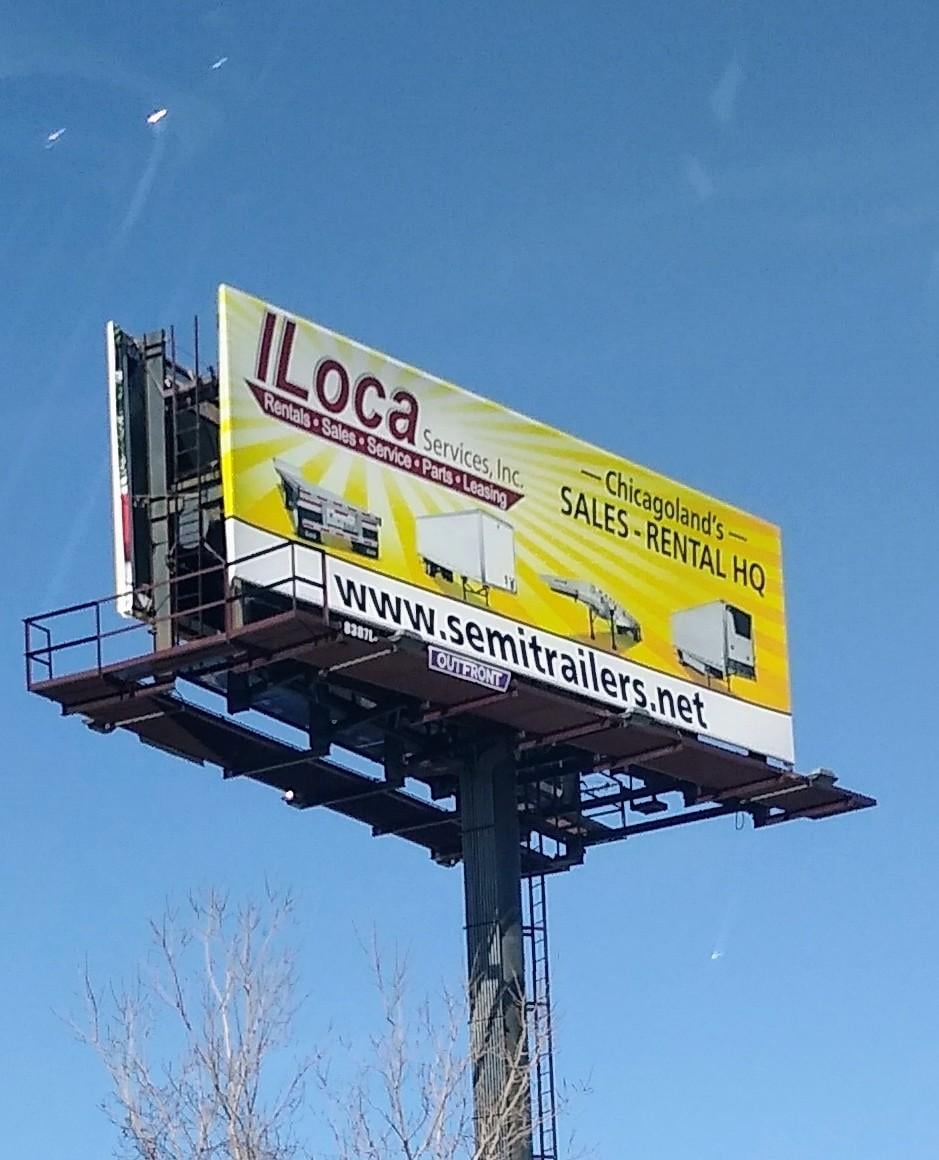 ILoca
Services, Inc.
Rentals • Sales • Service • Parts • Leasing
—Chicagoland's—
SALES - RENTAL HQ
www.semitrailers.net
OUTFRONT